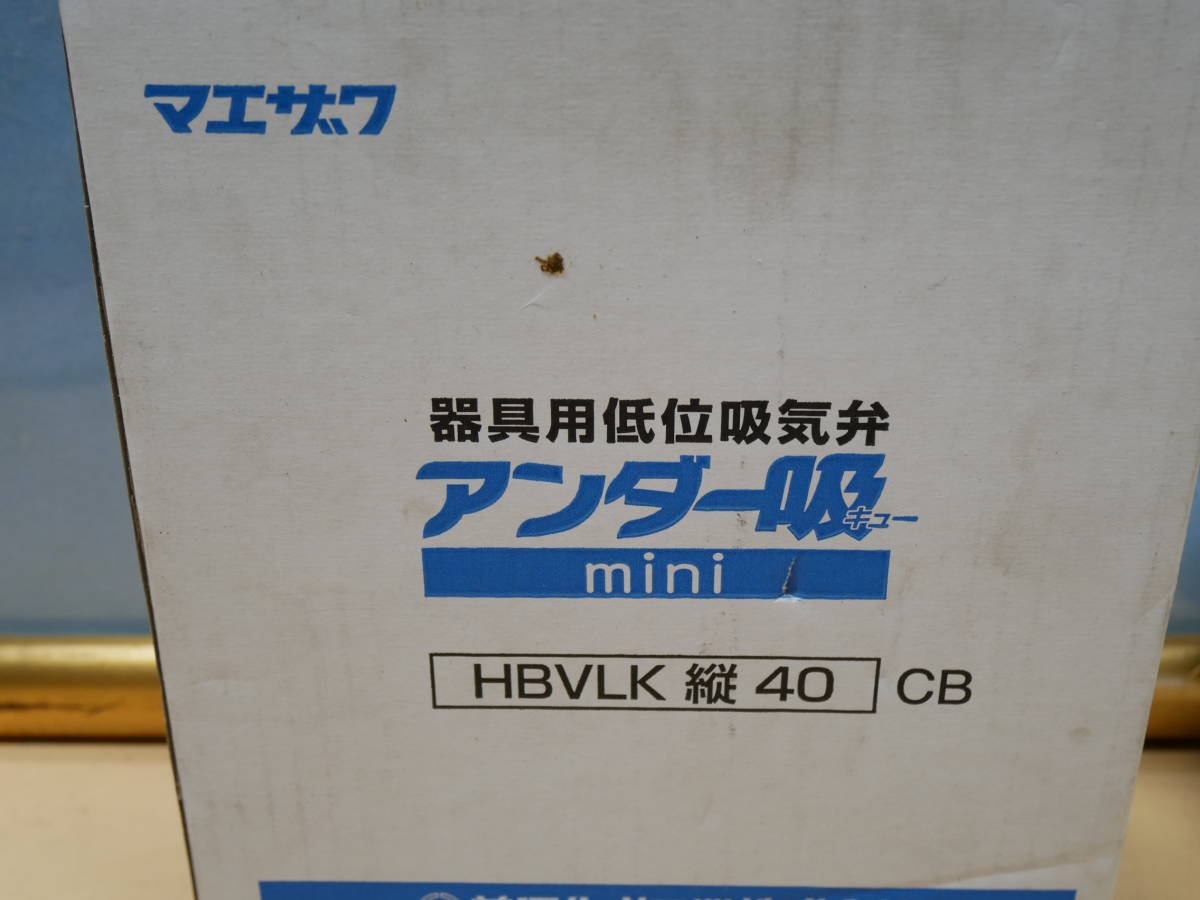 マエザワ
器具用低位吸気弁
アンダー吸
キュー
mini
HBVLK 縦 40 CB